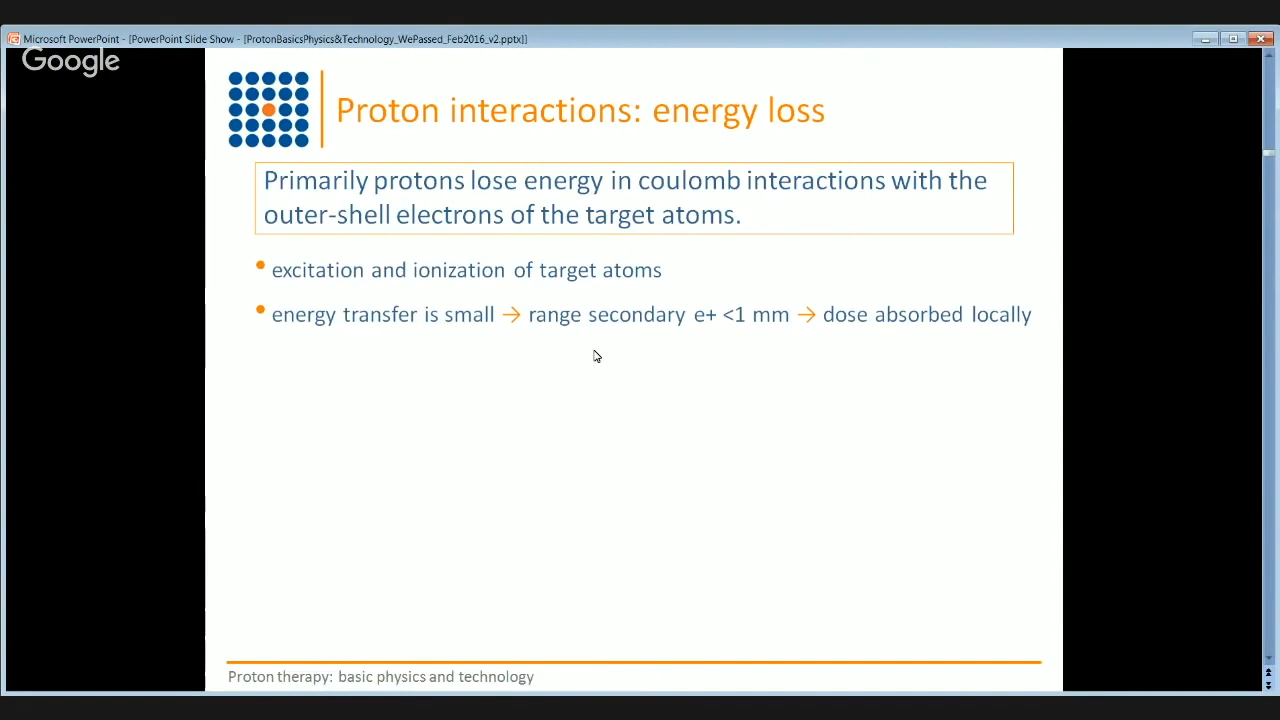 Microsoft PowerPoint - [PowerPoint Slide Show - [ProtonBasicsPhysics&Technology_WePassed_Feb2016_v2.pptx]]
Google
Proton interactions: energy loss
Primarily protons lose energy in coulomb interactions with the
outer-shell electrons of the target atoms.
• excitation and ionization of target atoms
• energy transfer is small → range secondary e+ <1 mm → dose absorbed locally
Proton therapy: basic physics and technology